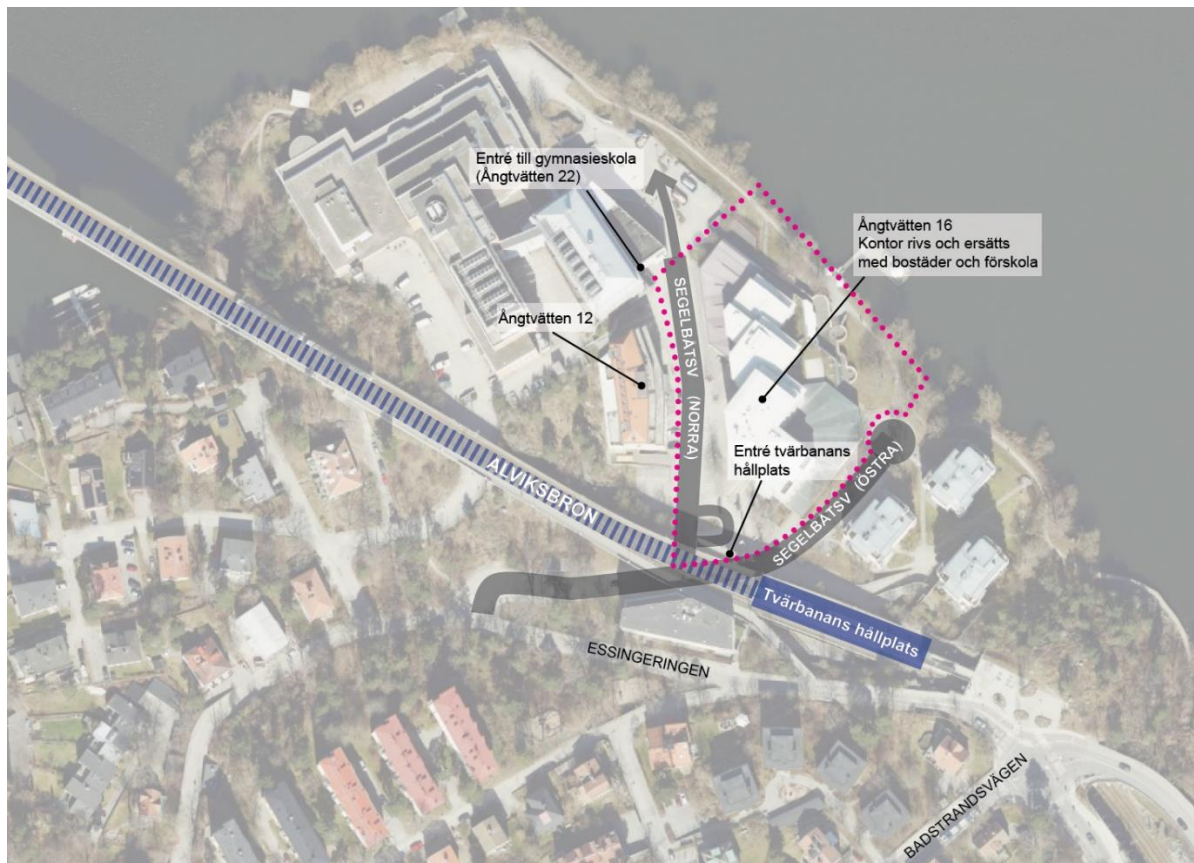 Entré till gymnasieskola
(Ångtvätten 22)
Ångtvätten 16
Kontor rivs och ersätts
med bostäder och förskola
Ångtvätten 12
SEGELBÅTSV (NORRA)
Entré tvärbanans
hållplats
ALVIKSBRON
SEGELBÅTSV (ÖSTRA)
Tvärbanans hållplats
ESSINGERINGEN
BADSTRANDSVÄGEN